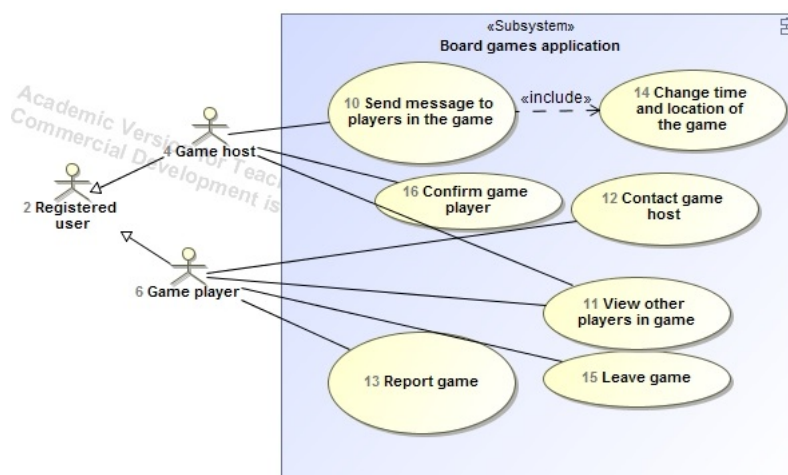 «Subsystem»
Board games application
10 Send message to
players in the game
«include»
14 Change time
and location of
the game
Academic Version for Teac
Commercial Development is
4 Game host
16 Confirm game
player
12 Contact game
host
2 Registered
user
6 Game player
11 View other
players in game
13 Report game
15 Leave game